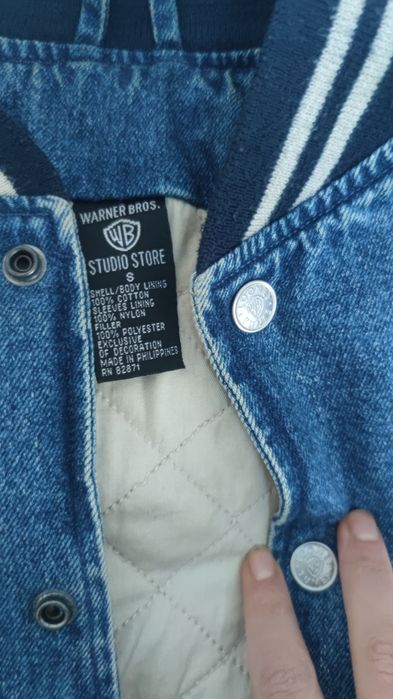 WARNER BROS.
WB
STUDIO STORE
S
SHELL/BODY LINING
100% COTTON
SLEEVES LINING
100% NYLON
FILLER
100% POLYESTER
EXCLUSIVE
OF DECORATION
MADE IN PHILIPPINES
RN 82871